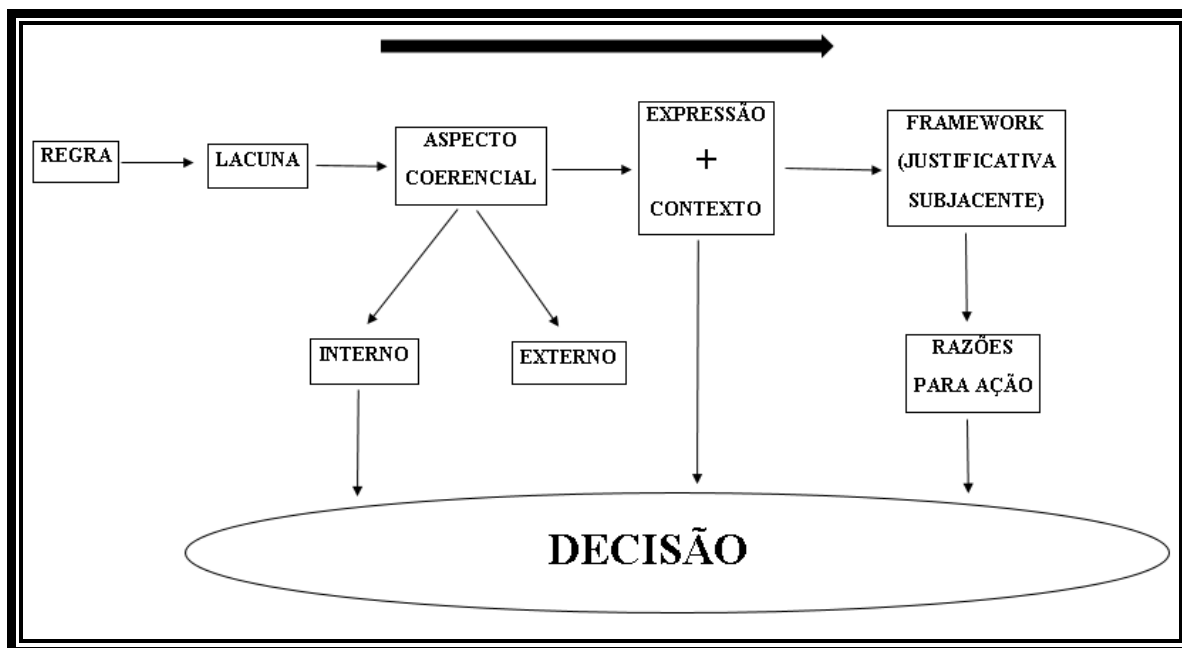 REGRA
LACUNA
ASPECTO
COERENCIAL
EXPRESSÃO
+
CONTEXTO
FRAMEWORK
(JUSTIFICATIVA
SUBJACENTE)
INTERNO
EXTERNO
RAZÕES
PARA AÇÃO
DECISÃO